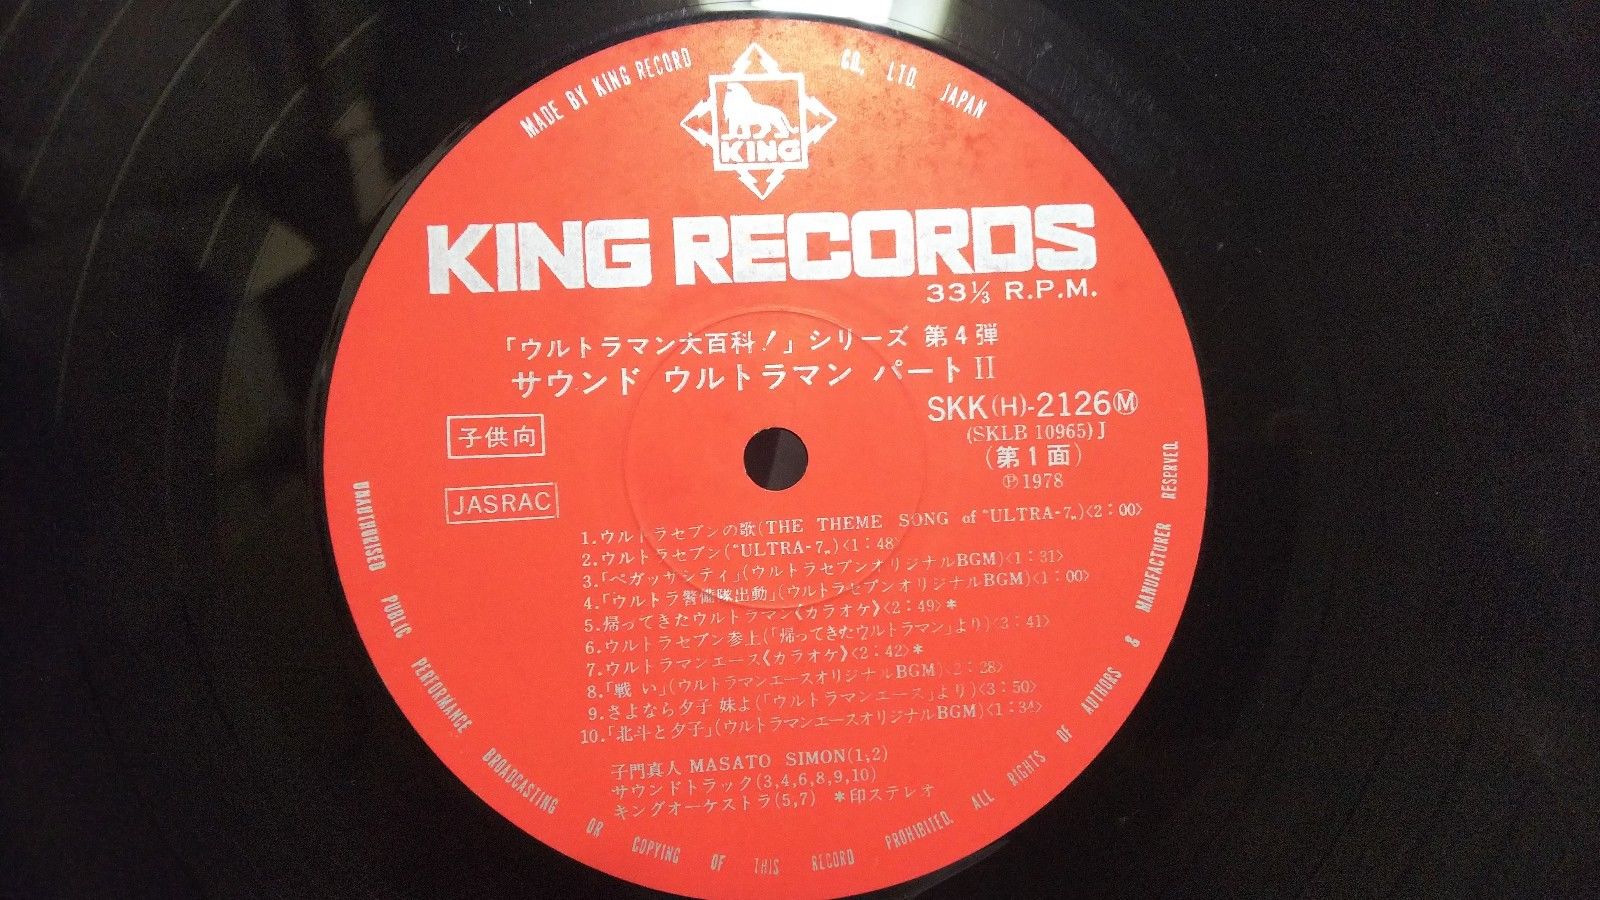 MADE BY KING RECORD CO., LTD. JAPAN
KING
KING RECORDS
33⅓ R.P.M.
「ウルトラマン大百科!」シリーズ 第4弾
サウンド ウルトラマン パートII
SKK(H)-2126Ⓜ
(SKLB 10965)J
(第1面)
Ⓟ1978
子供向
JASRAC
1.ウルトラセブンの歌(THE THEME SONG of “ULTRA-7„)<2:00>
2.ウルトラセブン(“ULTRA-7„)<1:48>
3.「ペガッサシティ」(ウルトラセブンオリジナルBGM)<1:31>
4.「ウルトラ警備隊出動」(ウルトラセブンオリジナルBGM)<1:00>
5.帰ってきたウルトラマン《カラオケ》<2:49>*
6.ウルトラセブン参上(「帰ってきたウルトラマン」より)<3:41>
7.ウルトラマンエース《カラオケ》<2:42>*
8.「戦い」(ウルトラマンエースオリジナルBGM)<2:28>
9.さよなら夕子 妹よ(「ウルトラマンエース」より)<3:50>
10.「北斗と夕子」(ウルトラマンエースオリジナルBGM)<1:34>
子門真人 MASATO SIMON(1,2)
サウンドトラック(3,4,6,8,9,10)
キングオーケストラ(5,7) *印ステレオ
UNAUTHORISED PUBLIC PERFORMANCE BROADCASTING OR COPYING OF THIS RECORD PROHIBITED. ALL RIGHTS OF AUTHORS & MANUFACTURER RESERVED.